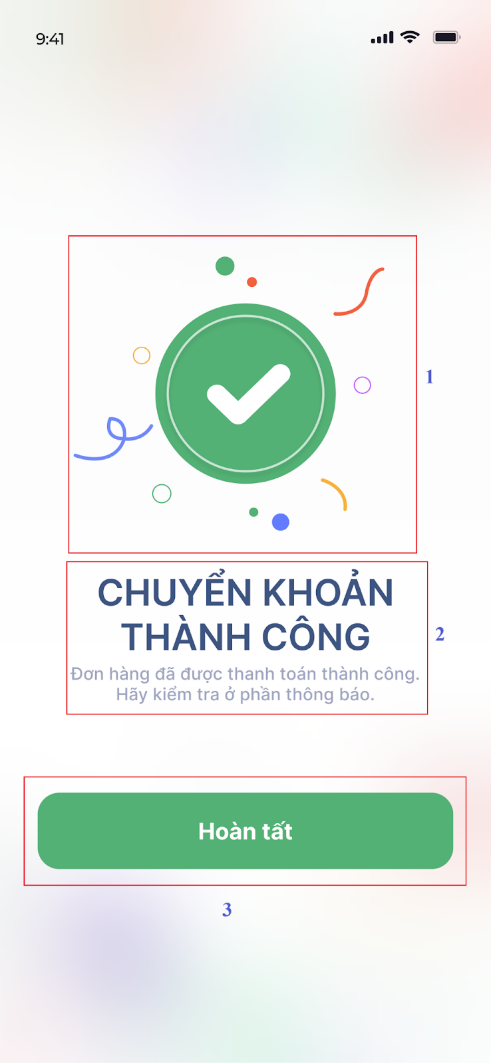 9:41
1
CHUYỂN KHOẢN
THÀNH CÔNG
2
Đơn hàng đã được thanh toán thành công.
Hãy kiểm tra ở phần thông báo.
Hoàn tất
3